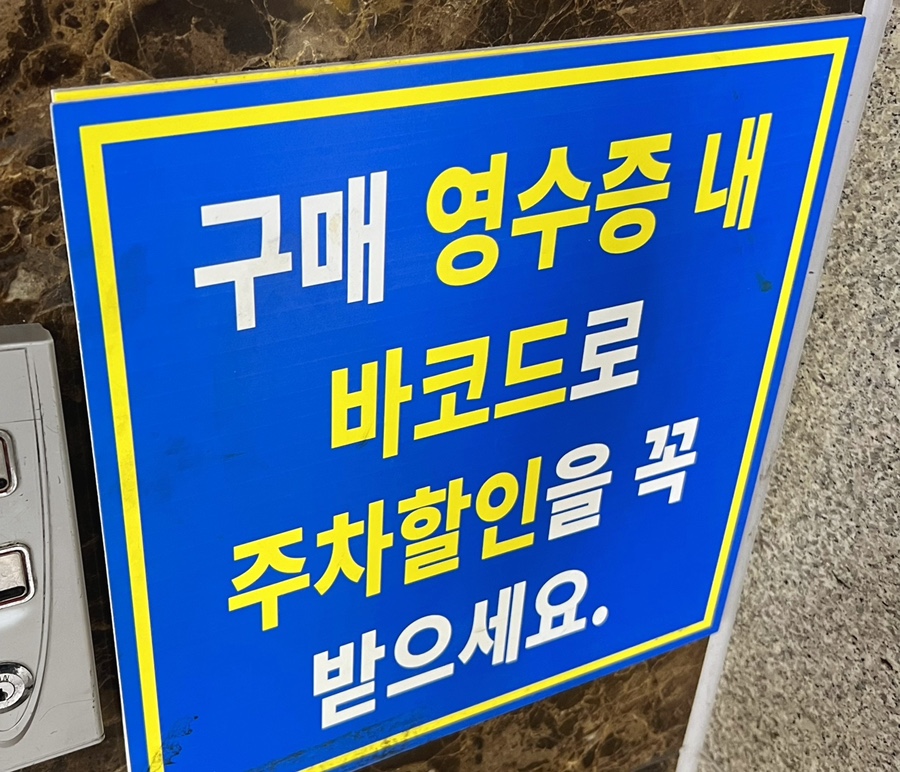 구매 영수증 내
바코드로
주차할인을 꼭
받으세요.